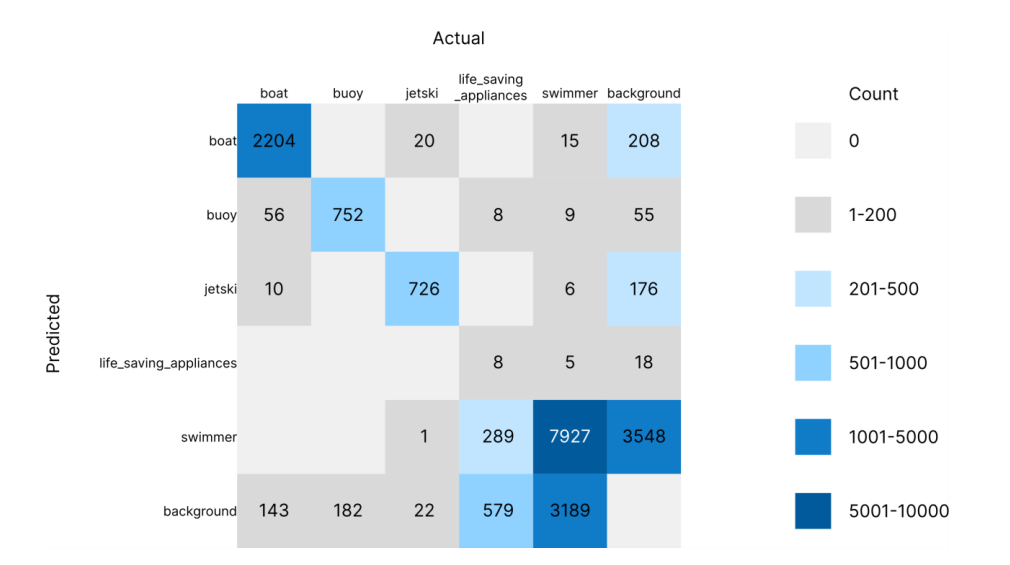 Actual
boat buoy jetski life_saving _appliances swimmer background
Count
boat 2204 20 15 208
0
buoy 56 752 8 9 55
1-200
jetski 10 726 6 176
201-500
Predicted
life_saving_appliances 8 5 18
501-1000
swimmer 1 289 7927 3548
1001-5000
background 143 182 22 579 3189
5001-10000